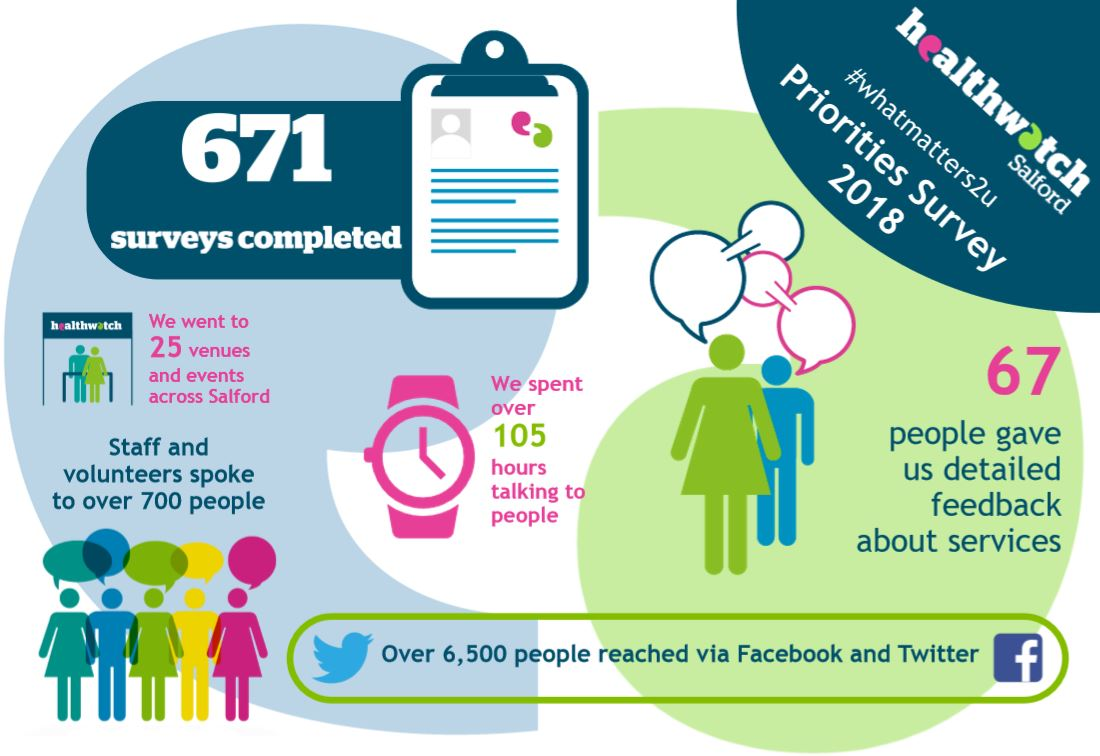 healthwatch
Salford
#whatmatters2u
Priorities Survey
2018
671
surveys completed
healthwatch
We went to
25 venues
and events
across Salford
Staff and
volunteers spoke
to over 700 people
We spent
over
105
hours
talking to
people
67
people gave
us detailed
feedback
about services
Over 6,500 people reached via Facebook and Twitter